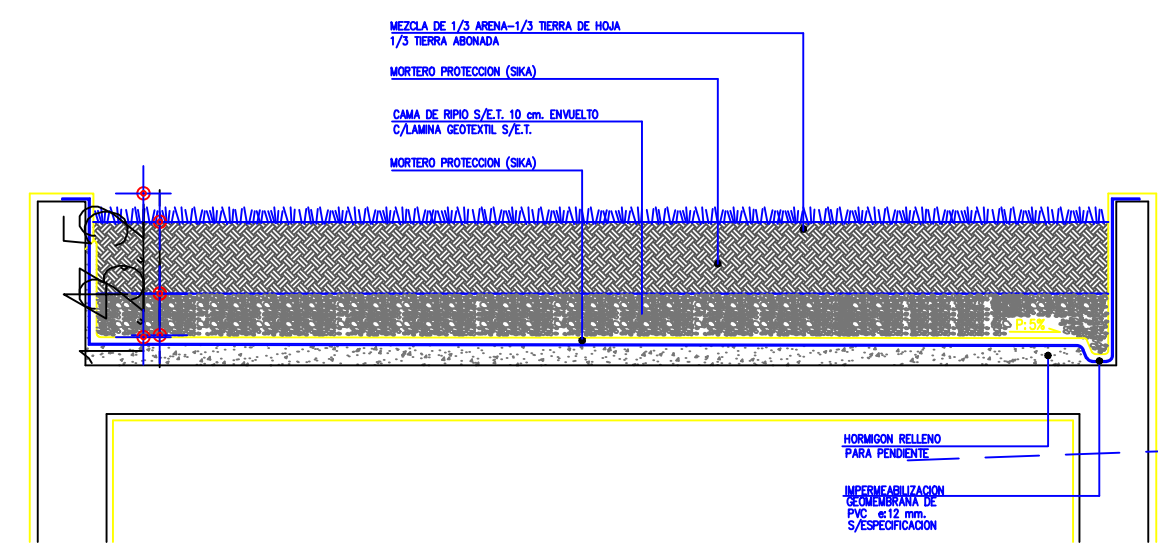 MEZCLA DE 1/3 ARENA-1/3 TIERRA DE HOJA
1/3 TIERRA ABONADA
MORTERO PROTECCION (SIKA)
CAMA DE RIPIO S/E.T. 10 cm. ENVUELTO
C/LAMINA GEOTEXTIL S/E.T.
MORTERO PROTECCION (SIKA)
P:5%
HORMIGON RELLENO
PARA PENDIENTE
IMPERMEABILIZACION
GEOMEMBRANA DE
PVC e:12 mm.
S/ESPECIFICACION